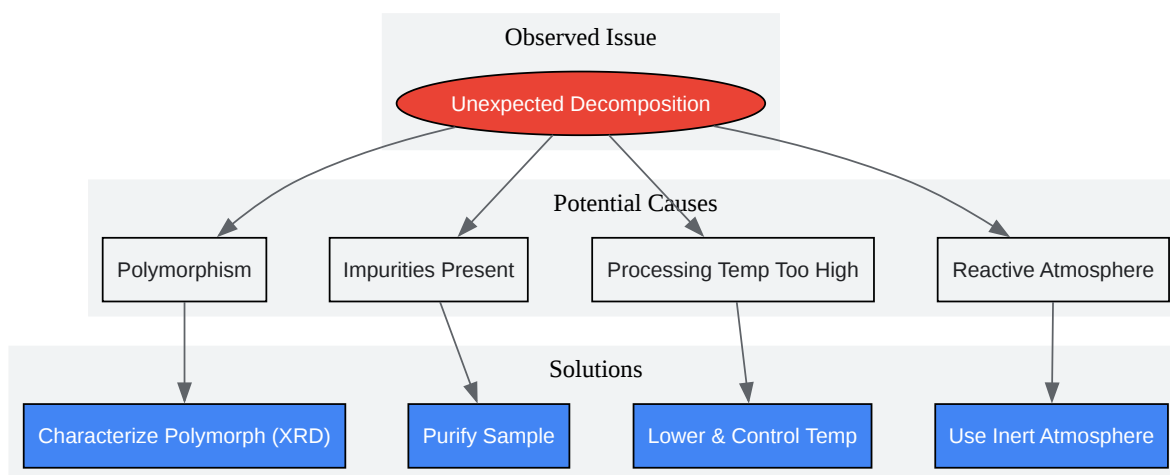 Observed Issue
Unexpected Decomposition
Potential Causes
Polymorphism
Impurities Present
Processing Temp Too High
Reactive Atmosphere
Solutions
Characterize Polymorph (XRD)
Purify Sample
Lower & Control Temp
Use Inert Atmosphere